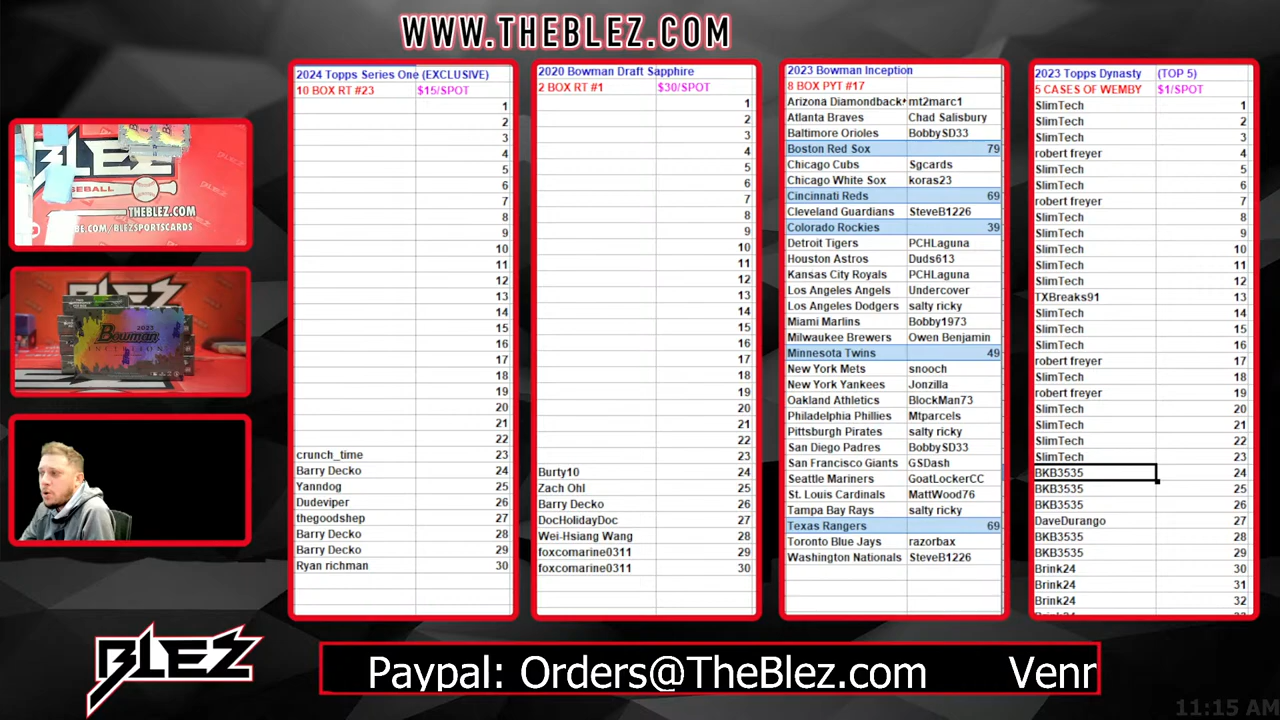 WWW.THEBLEZ.COM
BLEZ
BASEBALL
THEBLEZ.COM
BLEZ
2023
Bowman
INCEPTION
2024 Topps Series One (EXCLUSIVE)
10 BOX RT #23 $15/SPOT
1
2
3
4
5
6
7
8
9
10
11
12
13
14
15
16
17
18
19
20
21
22
crunch_time 23
Barry Decko 24
Yanndog 25
Dudeviper 26
thegoodshep 27
Barry Decko 28
Barry Decko 29
Ryan richman 30
2020 Bowman Draft Sapphire
2 BOX RT #1 $30/SPOT
1
2
3
4
5
6
7
8
9
10
11
12
13
14
15
16
17
18
19
20
21
22
23
Burty10 24
Zach Ohl 25
Barry Decko 26
DocHolidayDoc 27
Wei-Hsiang Wang 28
foxcomarine0311 29
foxcomarine0311 30
2023 Bowman Inception
8 BOX PYT #17
Arizona Diamondback mt2marc1
Atlanta Braves Chad Salisbury
Baltimore Orioles BobbySD33
Boston Red Sox 79
Chicago Cubs Sgcards
Chicago White Sox koras23
Cincinnati Reds 69
Cleveland Guardians SteveB1226
Colorado Rockies 39
Detroit Tigers PCHLaguna
Houston Astros Duds613
Kansas City Royals PCHLaguna
Los Angeles Angels Undercover
Los Angeles Dodgers salty ricky
Miami Marlins Bobby1973
Milwaukee Brewers Owen Benjamin
Minnesota Twins 49
New York Mets snooch
New York Yankees Jonzilla
Oakland Athletics BlockMan73
Philadelphia Phillies Mtparcels
Pittsburgh Pirates salty ricky
San Diego Padres BobbySD33
San Francisco Giants GSDash
Seattle Mariners GoatLockerCC
St. Louis Cardinals MattWood76
Tampa Bay Rays salty ricky
Texas Rangers 69
Toronto Blue Jays razorbax
Washington Nationals SteveB1226
2023 Topps Dynasty (TOP 5)
5 CASES OF WEMBY $1/SPOT
SlimTech 1
SlimTech 2
SlimTech 3
robert freyer 4
SlimTech 5
SlimTech 6
robert freyer 7
SlimTech 8
SlimTech 9
SlimTech 10
SlimTech 11
SlimTech 12
TXBreaks91 13
SlimTech 14
SlimTech 15
SlimTech 16
robert freyer 17
SlimTech 18
robert freyer 19
SlimTech 20
SlimTech 21
SlimTech 22
SlimTech 23
BKB3535 24
BKB3535 25
BKB3535 26
DaveDurango 27
BKB3535 28
BKB3535 29
Brink24 30
Brink24 31
Brink24 32
BLEZ
Paypal: Orders@TheBlez.com Venr
11:15 AM